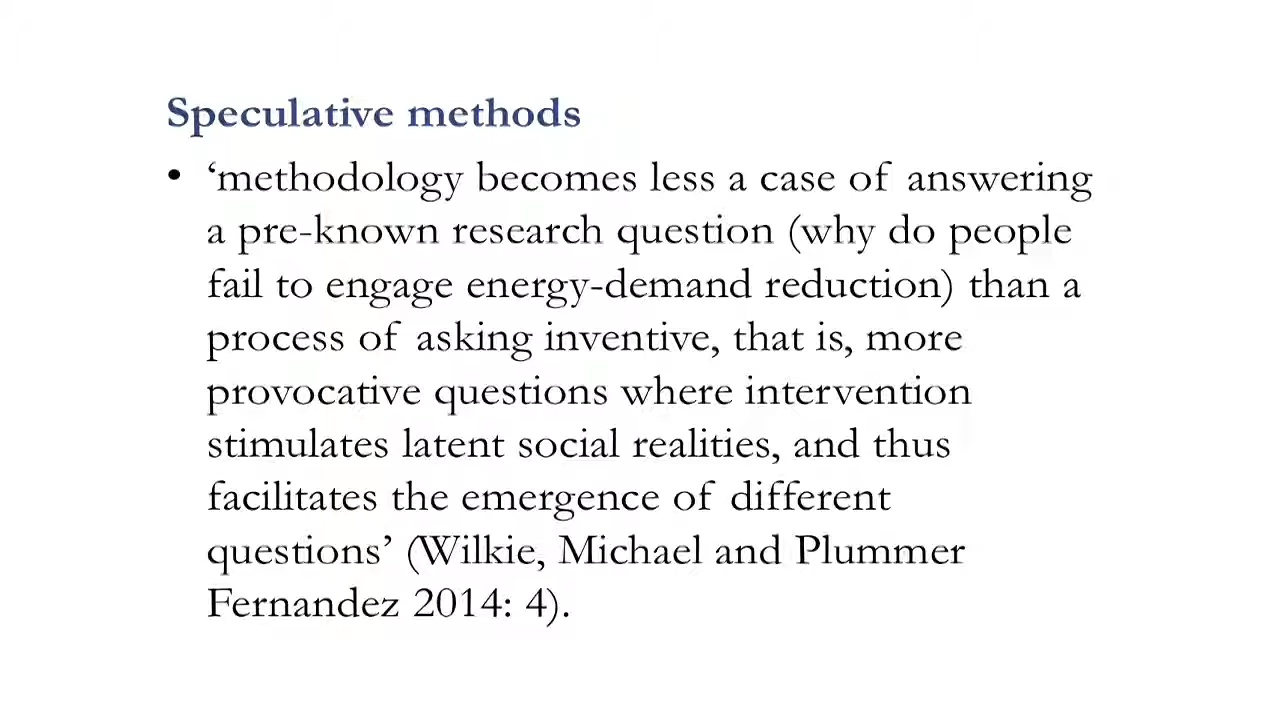 Speculative methods
• ‘methodology becomes less a case of answering
a pre-known research question (why do people
fail to engage energy-demand reduction) than a
process of asking inventive, that is, more
provocative questions where intervention
stimulates latent social realities, and thus
facilitates the emergence of different
questions’ (Wilkie, Michael and Plummer
Fernandez 2014: 4).